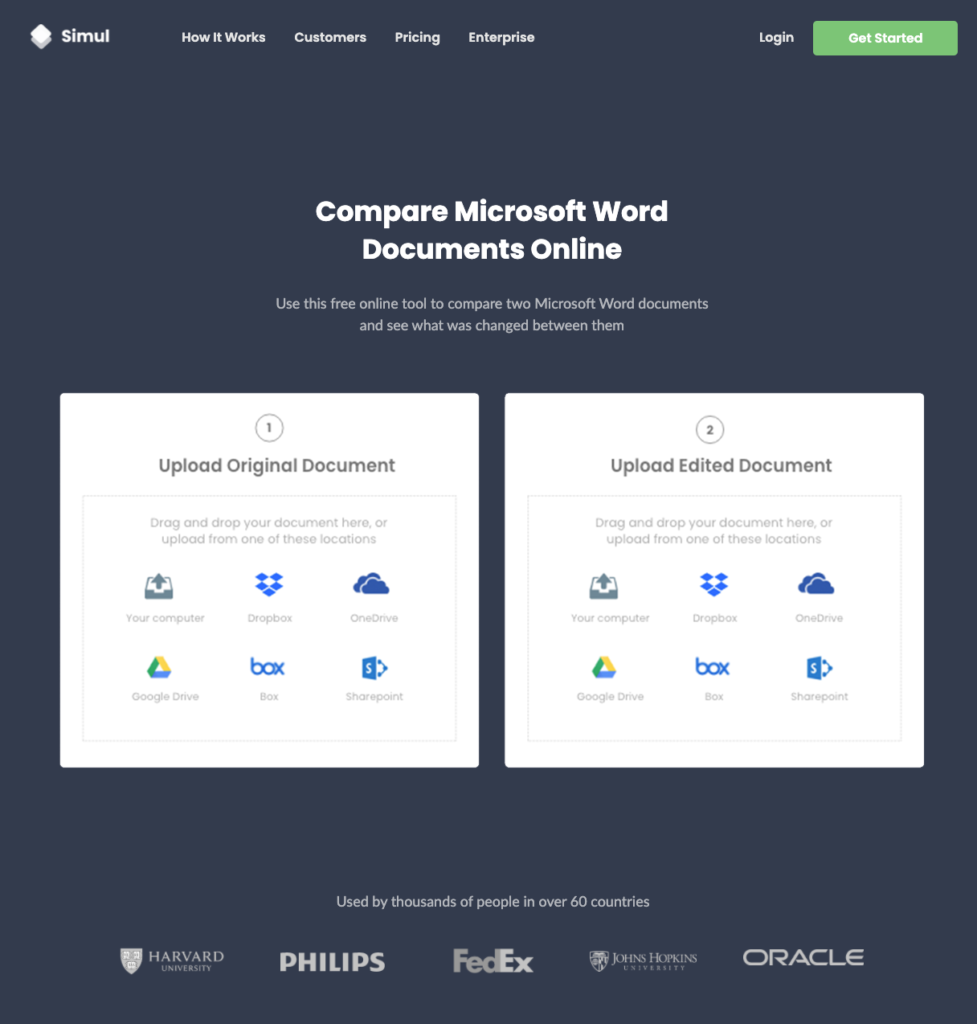 Simul
How It Works
Customers
Pricing
Enterprise
Login
Get Started
Compare Microsoft Word
Documents Online
Use this free online tool to compare two Microsoft Word documents
and see what was changed between them
1
Upload Original Document
Drag and drop your document here, or
upload from one of these locations
Your computer
Dropbox
OneDrive
box
S
Google Drive
Box
Sharepoint
2
Upload Edited Document
Drag and drop your document here, or
upload from one of these locations
Your computer
Dropbox
OneDrive
box
S
Google Drive
Box
Sharepoint
Used by thousands of people in over 60 countries
HARVARD
UNIVERSITY
PHILIPS
FedEx
JOHNS HOPKINS
UNIVERSITY
ORACLE